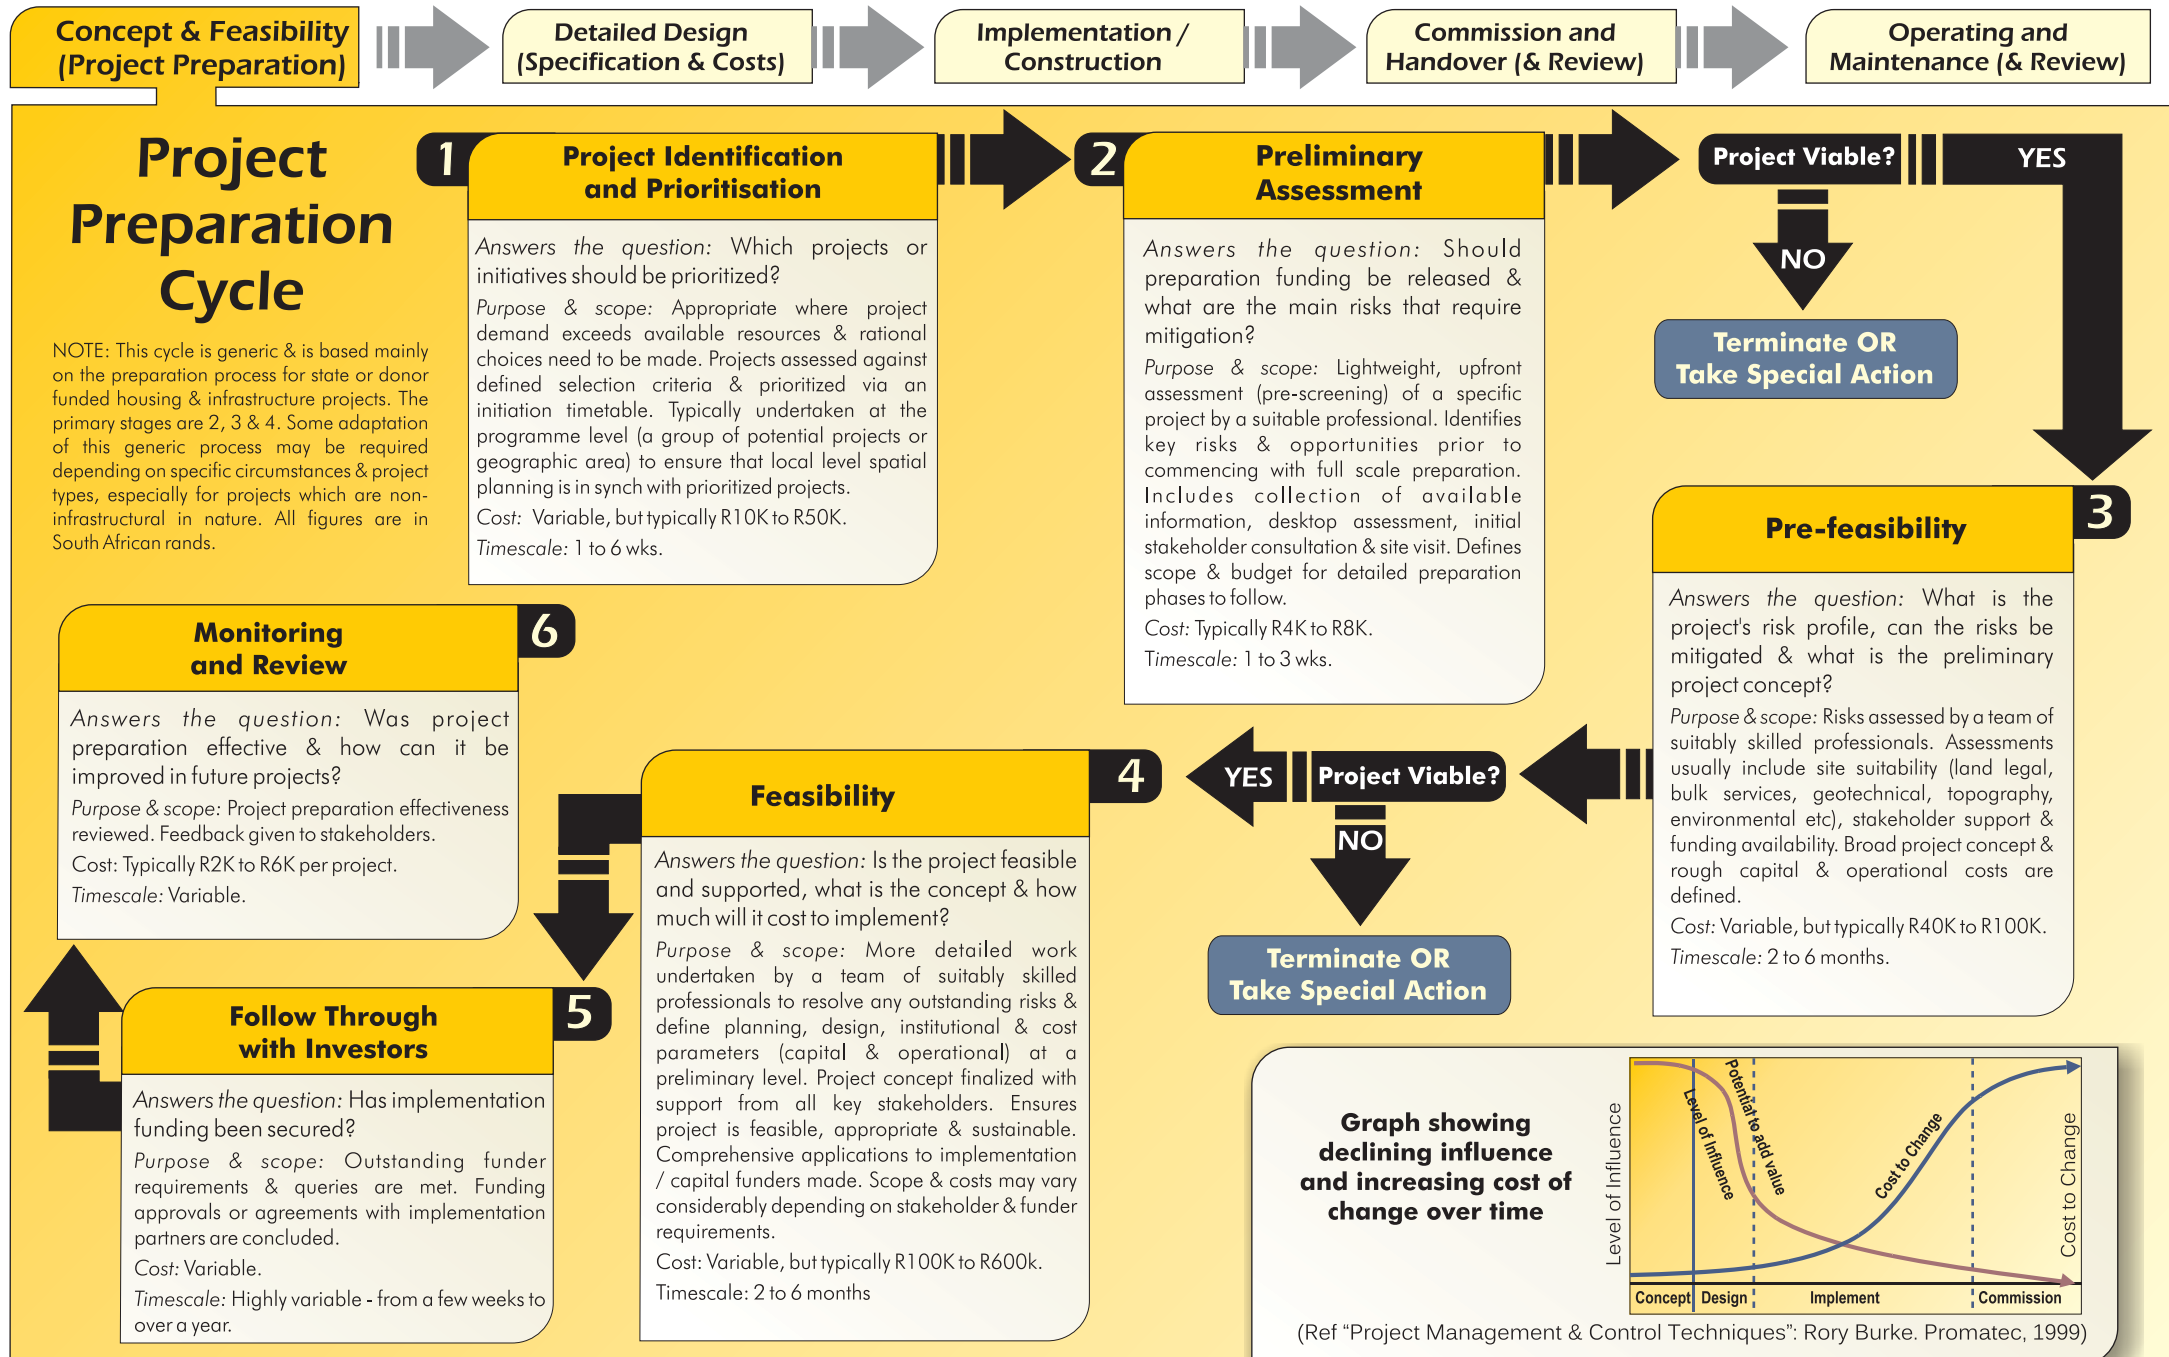 Concept & Feasibility
(Project Preparation)
Detailed Design
(Specification & Costs)
Implementation /
Construction
Commission and
Handover (& Review)
Operating and
Maintenance (& Review)
Project
Preparation
Cycle
NOTE: This cycle is generic & is based mainly
on the preparation process for state or donor
funded housing & infrastructure projects. The
primary stages are 2, 3 & 4. Some adaptation
of this generic process may be required
depending on specific circumstances & project
types, especially for projects which are non-
infrastructural in nature. All figures are in
South African rands.
1
Project Identification
and Prioritisation
Answers the question: Which projects or
initiatives should be prioritized?
Purpose & scope: Appropriate where project
demand exceeds available resources & rational
choices need to be made. Projects assessed against
defined selection criteria & prioritized via an
initiation timetable. Typically undertaken at the
programme level (a group of potential projects or
geographic area) to ensure that local level spatial
planning is in synch with prioritized projects.
Cost: Variable, but typically R10K to R50K.
Timescale: 1 to 6 wks.
2
Preliminary
Assessment
Answers the question: Should
preparation funding be released &
what are the main risks that require
mitigation?
Purpose & scope: Lightweight, upfront
assessment (pre-screening) of a specific
project by a suitable professional. Identifies
key risks & opportunities prior to
commencing with full scale preparation.
Includes collection of available
information, desktop assessment, initial
stakeholder consultation & site visit. Defines
scope & budget for detailed preparation
phases to follow.
Cost: Typically R4K to R8K.
Timescale: 1 to 3 wks.
Project Viable?
YES
NO
Terminate OR
Take Special Action
3
Pre-feasibility
Answers the question: What is the
project's risk profile, can the risks be
mitigated & what is the preliminary
project concept?
Purpose & scope: Risks assessed by a team of
suitably skilled professionals. Assessments
usually include site suitability (land legal,
bulk services, geotechnical, topography,
environmental etc), stakeholder support &
funding availability. Broad project concept &
rough capital & operational costs are
defined.
Cost: Variable, but typically R40K to R100K.
Timescale: 2 to 6 months.
Project Viable?
YES
NO
Terminate OR
Take Special Action
4
Feasibility
Answers the question: Is the project feasible
and supported, what is the concept & how
much will it cost to implement?
Purpose & scope: More detailed work
undertaken by a team of suitably skilled
professionals to resolve any outstanding risks &
define planning, design, institutional & cost
parameters (capital & operational) at a
preliminary level. Project concept finalized with
support from all key stakeholders. Ensures
project is feasible, appropriate & sustainable.
Comprehensive applications to implementation
/ capital funders made. Scope & costs may vary
considerably depending on stakeholder & funder
requirements.
Cost: Variable, but typically R100K to R600k.
Timescale: 2 to 6 months
5
Follow Through
with Investors
Answers the question: Has implementation
funding been secured?
Purpose & scope: Outstanding funder
requirements & queries are met. Funding
approvals or agreements with implementation
partners are concluded.
Cost: Variable.
Timescale: Highly variable - from a few weeks to
over a year.
6
Monitoring
and Review
Answers the question: Was project
preparation effective & how can it be
improved in future projects?
Purpose & scope: Project preparation effectiveness
reviewed. Feedback given to stakeholders.
Cost: Typically R2K to R6K per project.
Timescale: Variable.
Graph showing
declining influence
and increasing cost of
change over time
Level of Influence
Level of Influence
Potential to add value
Cost to Change
Cost to Change
Concept
Design
Implement
Commission
(Ref “Project Management & Control Techniques”: Rory Burke. Promatec, 1999)